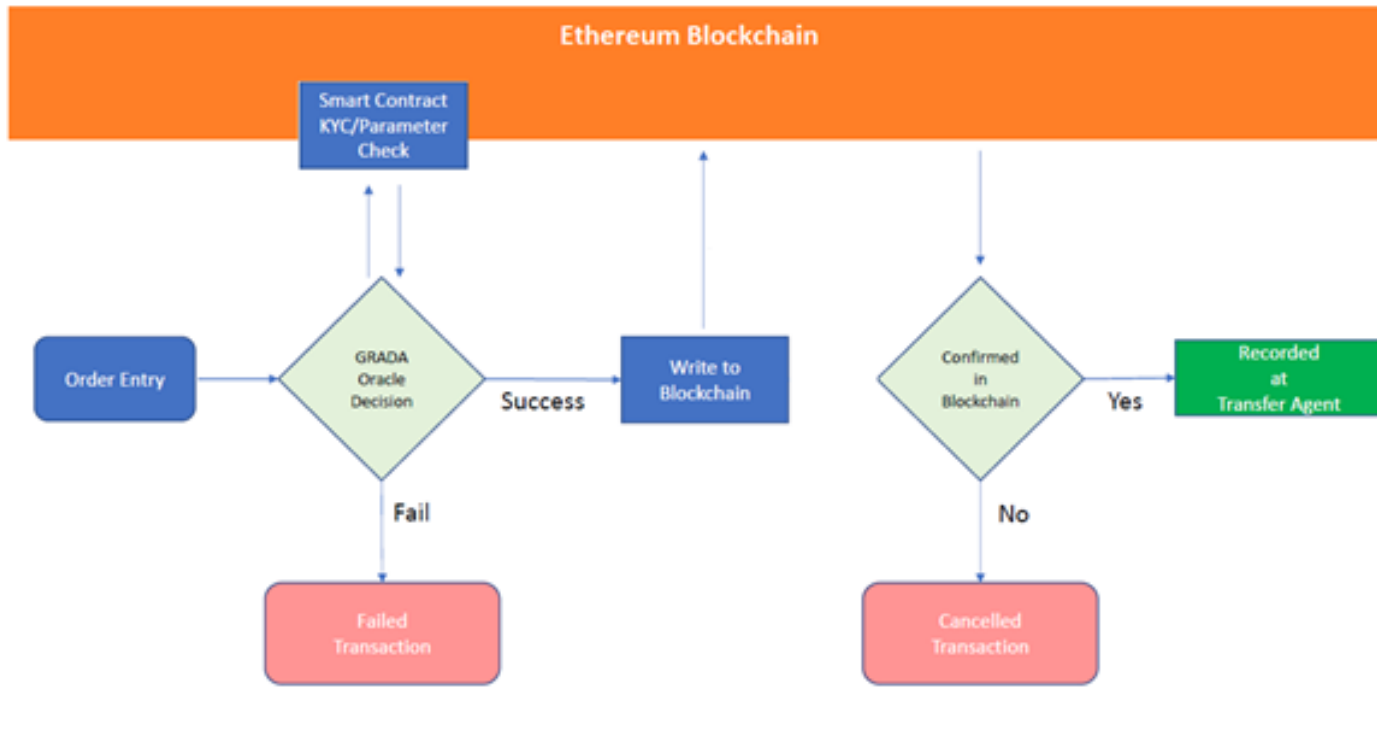 Ethereum Blockchain
Smart Contract
KYC/Parameter
Check
Order Entry
GRADA
Oracle
Decision
Success
Fail
Failed
Transaction
Write to
Blockchain
Confirmed
in
Blockchain
Yes
No
Recorded
at
Transfer Agent
Cancelled
Transaction